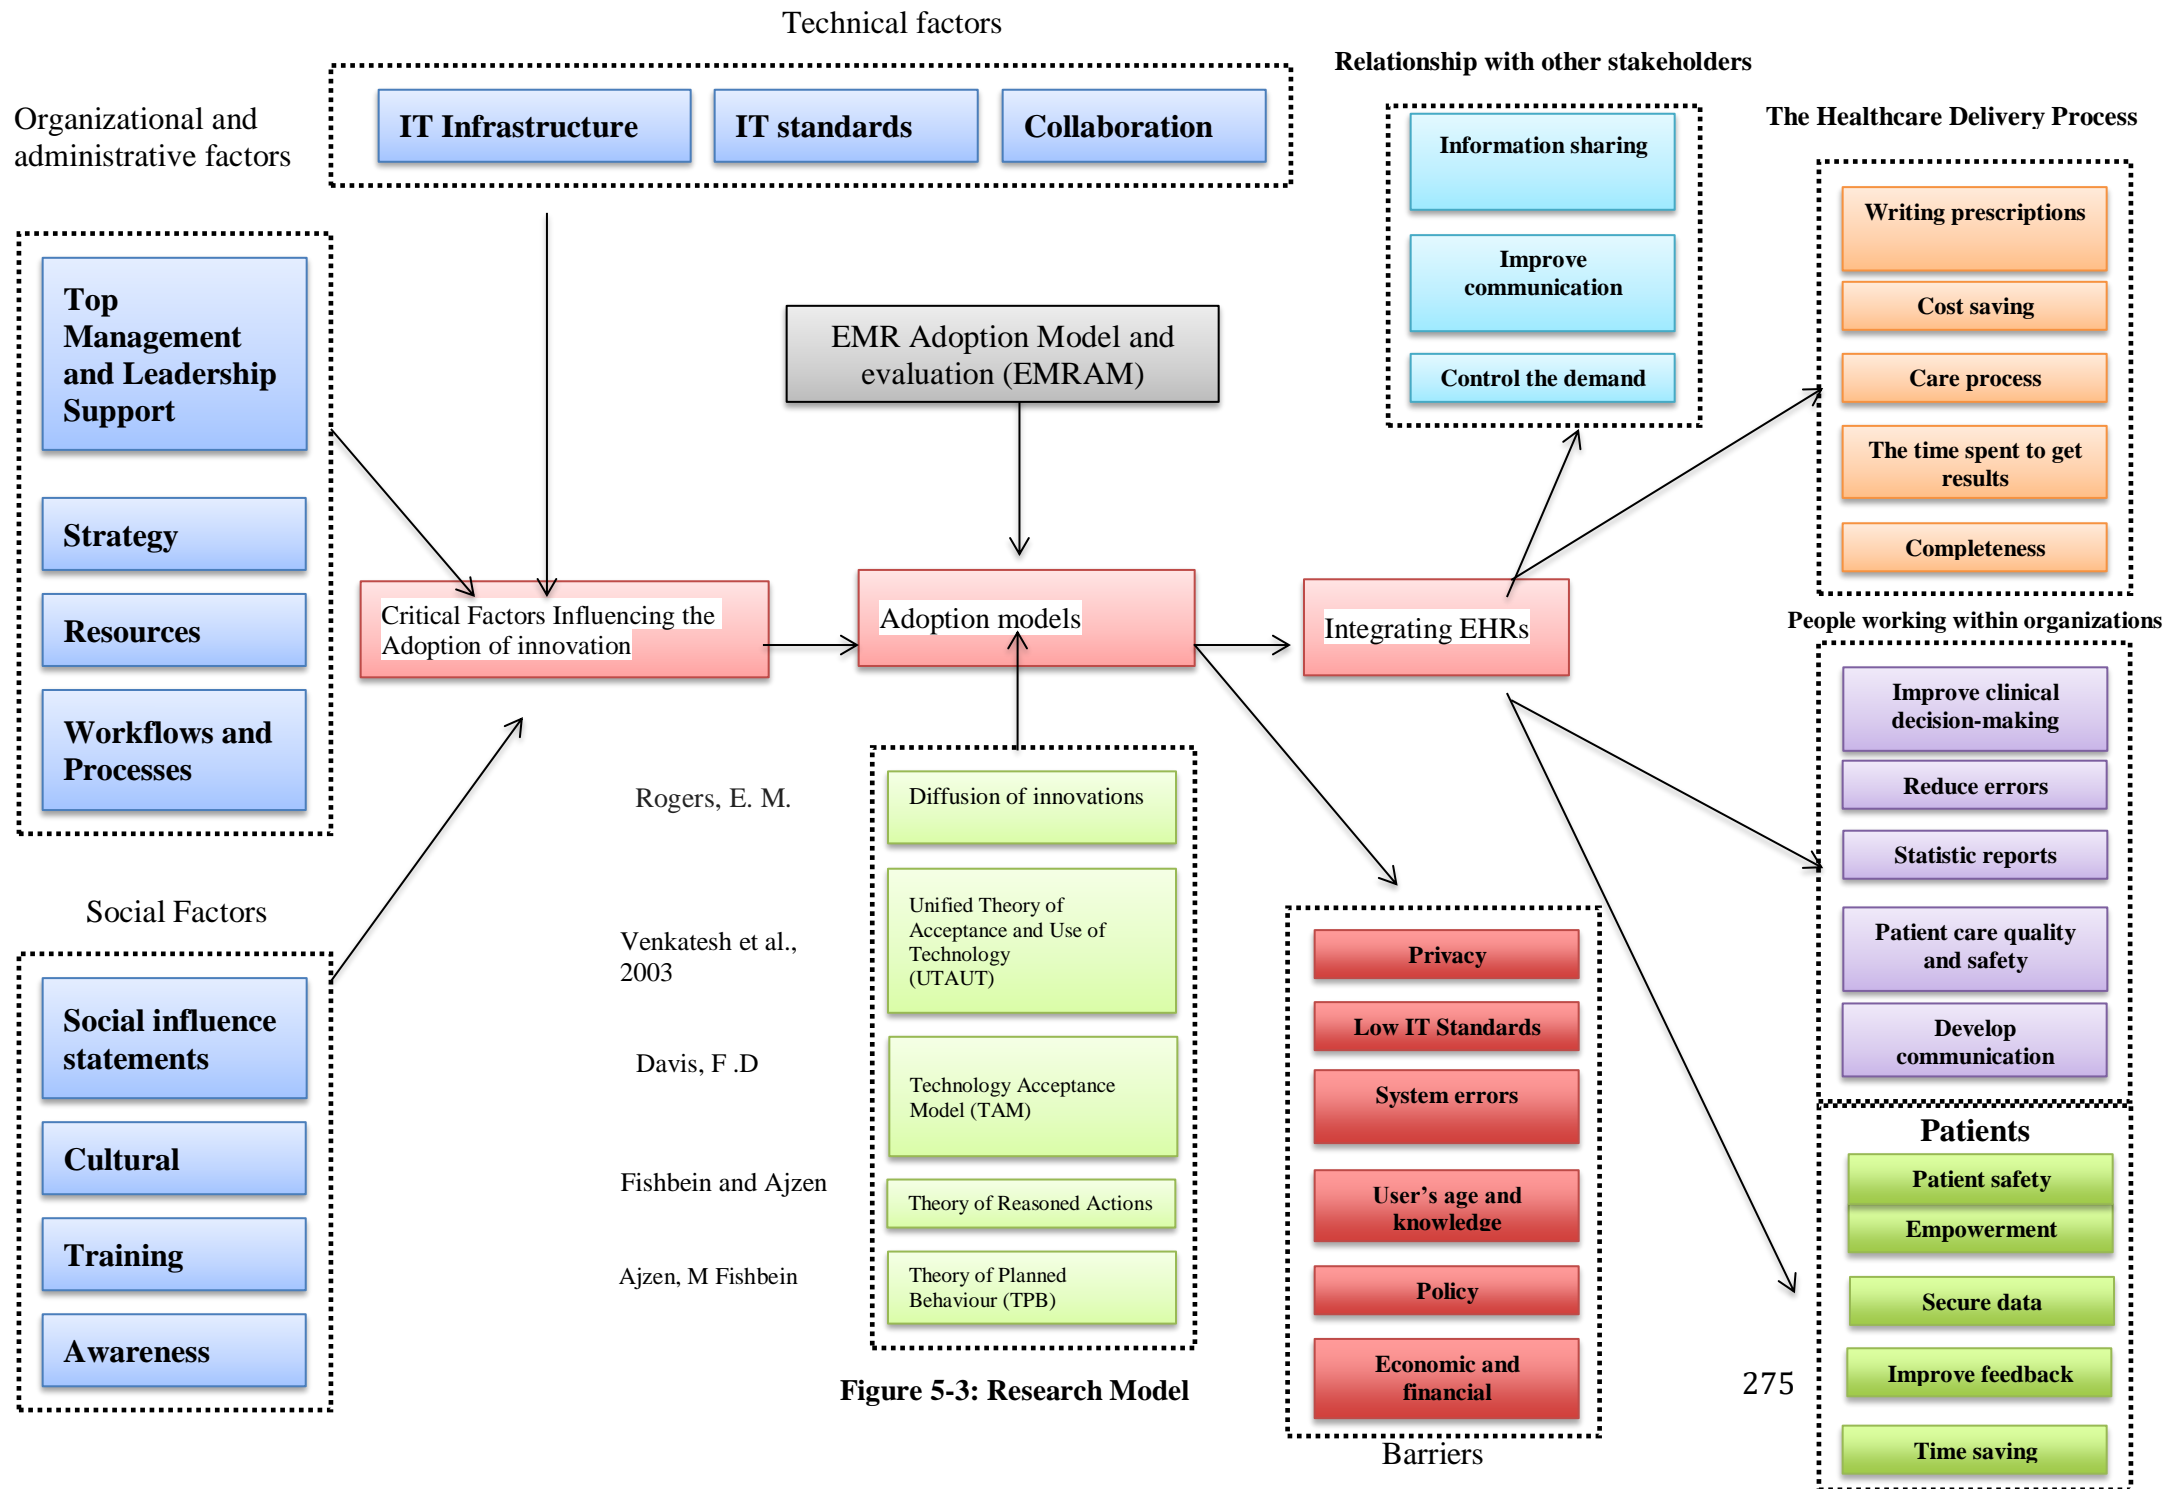 Technical factors
IT Infrastructure
IT standards
Collaboration
Organizational and
administrative factors
Top
Management
and Leadership
Support
Strategy
Resources
Workflows and
Processes
Social Factors
Social influence
statements
Cultural
Training
Awareness
Critical Factors Influencing the
Adoption of innovation
EMR Adoption Model and
evaluation (EMRAM)
Adoption models
Rogers, E. M.
Diffusion of innovations
Venkatesh et al.,
2003
Unified Theory of
Acceptance and Use of
Technology
(UTAUT)
Davis, F .D
Technology Acceptance
Model (TAM)
Fishbein and Ajzen
Theory of Reasoned Actions
Ajzen, M Fishbein
Theory of Planned
Behaviour (TPB)
Figure 5-3: Research Model
Integrating EHRs
Relationship with other stakeholders
Information sharing
Improve
communication
Control the demand
Privacy
Low IT Standards
System errors
User’s age and
knowledge
Policy
Economic and
financial
Barriers
The Healthcare Delivery Process
Writing prescriptions
Cost saving
Care process
The time spent to get
results
Completeness
People working within organizations
Improve clinical
decision-making
Reduce errors
Statistic reports
Patient care quality
and safety
Develop
communication
Patients
Patient safety
Empowerment
Secure data
Improve feedback
Time saving
275